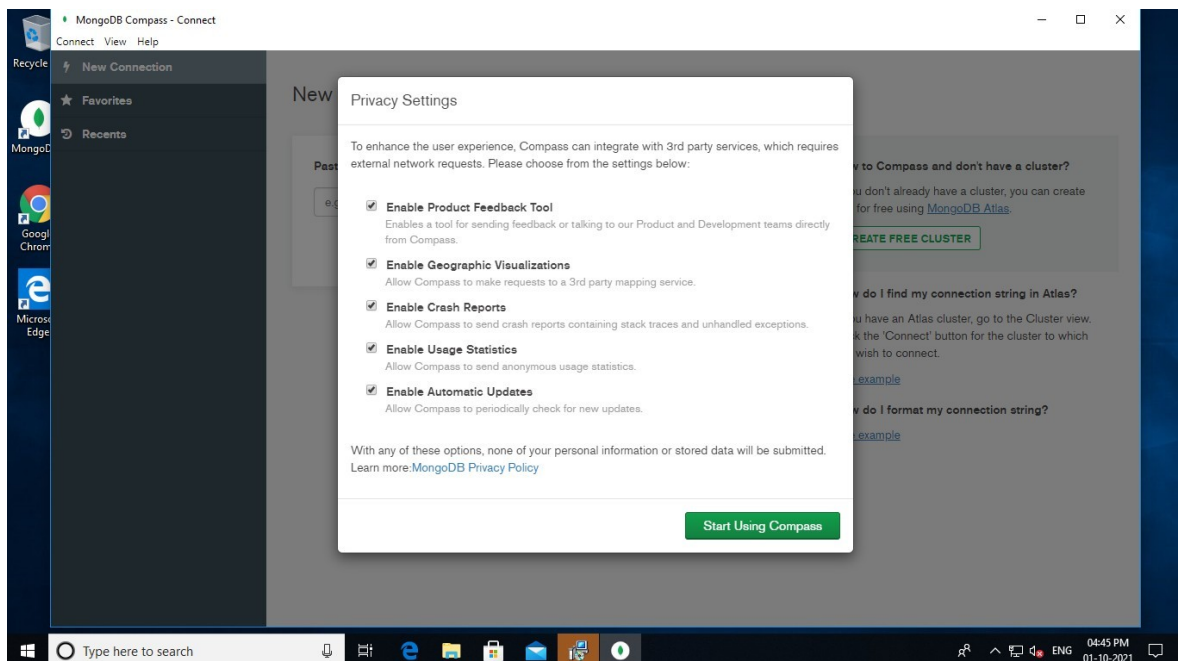 MongoDB Compass - Connect
Connect View Help
Recycle
MongoD
Googl
Chrom
Micros
Edge
New Connection
Favorites
Recents
New
Past
e.g
Privacy Settings
To enhance the user experience, Compass can integrate with 3rd party services, which requires
external network requests. Please choose from the settings below:
Enable Product Feedback Tool
Enables a tool for sending feedback or talking to our Product and Development teams directly
from Compass.
Enable Geographic Visualizations
Allow Compass to make requests to a 3rd party mapping service.
Enable Crash Reports
Allow Compass to send crash reports containing stack traces and unhandled exceptions.
Enable Usage Statistics
Allow Compass to send anonymous usage statistics.
Enable Automatic Updates
Allow Compass to periodically check for new updates.
With any of these options, none of your personal information or stored data will be submitted.
Learn more:MongoDB Privacy Policy
Start Using Compass
v to Compass and don't have a cluster?
u don't already have a cluster, you can create
for free using MongoDB Atlas.
REATE FREE CLUSTER
v do I find my connection string in Atlas?
u have an Atlas cluster, go to the Cluster view.
k the 'Connect' button for the cluster to which
wish to connect.
example
v do I format my connection string?
example
Type here to search
ENG
04:45 PM
01-10-2021